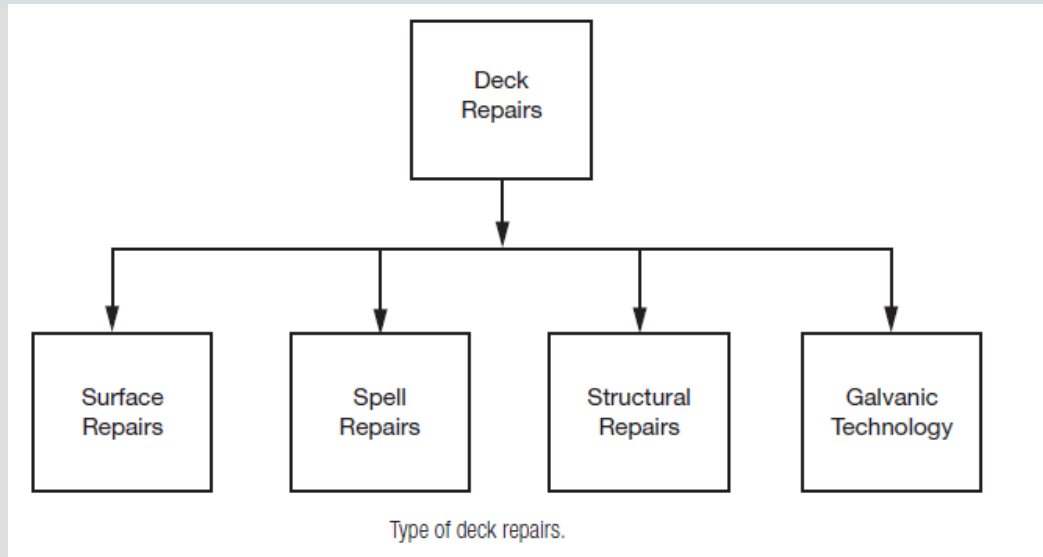 Deck
Repairs
Surface
Repairs
Spell
Repairs
Structural
Repairs
Galvanic
Technology
Type of deck repairs.